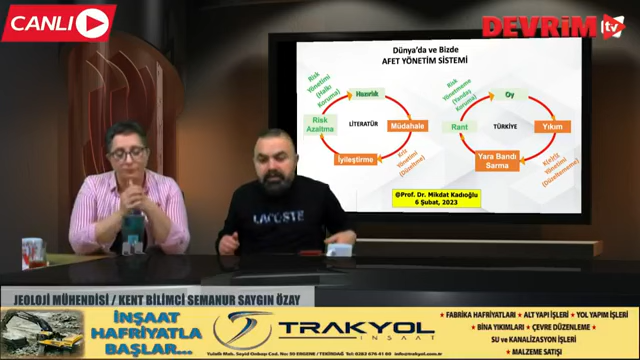 CANLI
DEVRİM tv
Dünya'da ve Bizde
AFET YÖNETİM SİSTEMİ
Risk
Yönetimi
(Halkı
Koruma)
Hazırlık
Risk
Azaltma
LİTERATÜR
Müdahale
İyileştirme
Kriz
Yönetimi
(Düzeltme)
Risk
Yönetmeme
(Yandaş
Koruma)
Oy
Rant
TÜRKİYE
Yıkım
Yara Bandı
Sarma
K(e)riz
Yönetimi
(Düzeltememe)
@Prof. Dr. Mikdat Kadıoğlu
6 Şubat, 2023
LACOSTE
JEOLOJİ MÜHENDİSİ / KENT BİLİMCİ SEMANUR SAYGIN ÖZAY
İNŞAAT
HAFRİYATLA
BAŞLAR...
TRAKYOL
İNŞAAT
• FABRİKA HAFRİYATLARI • ALT YAPI İŞLERİ • YOL YAPIM İŞLERİ
• BİNA YIKIMLARI • ÇEVRE DÜZENLEME •
SU ve KANALİZASYON İŞLERİ
• MALZEME SATIŞI